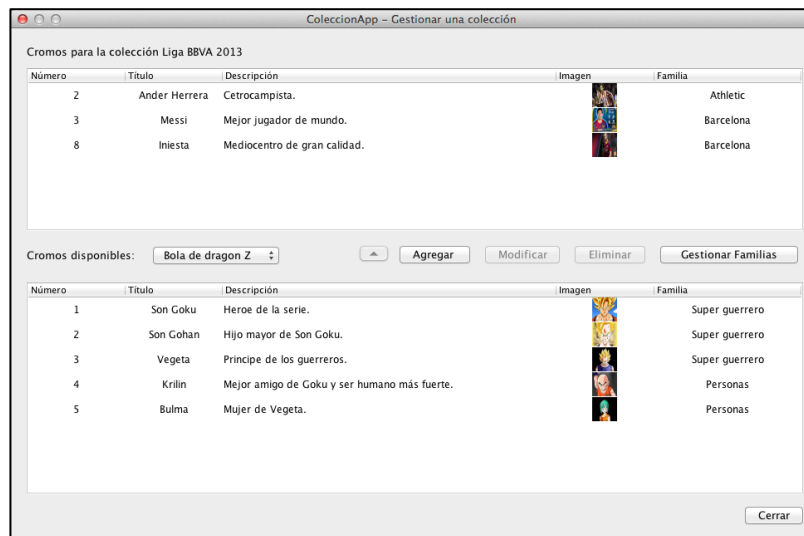 ColeccionApp - Gestionar una colección
Cromos para la colección Liga BBVA 2013
Número Título Descripción Imagen Familia
2 Ander Herrera Cetrocampista. Athletic
3 Messi Mejor jugador de mundo. Barcelona
8 Iniesta Mediocentro de gran calidad. Barcelona
Cromos disponibles: Bola de dragon Z Agregar Modificar Eliminar Gestionar Familias
Número Título Descripción Imagen Familia
1 Son Goku Heroe de la serie. Super guerrero
2 Son Gohan Hijo mayor de Son Goku. Super guerrero
3 Vegeta Principe de los guerreros. Super guerrero
4 Krilin Mejor amigo de Goku y ser humano más fuerte. Personas
5 Bulma Mujer de Vegeta. Personas
Cerrar